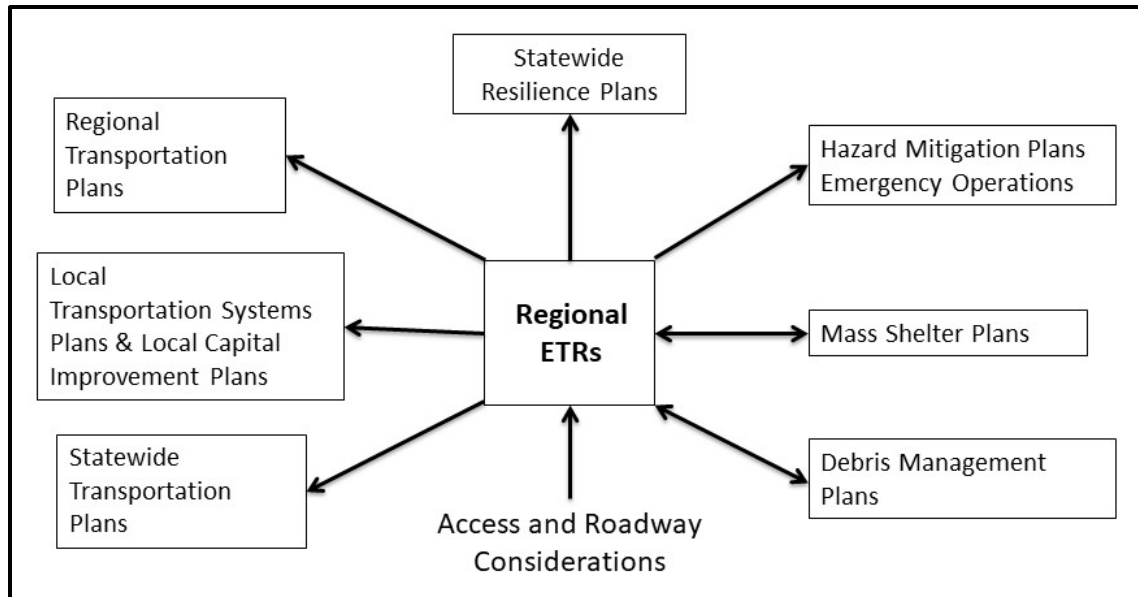 Statewide
Resilience Plans
Regional
Transportation
Plans
Hazard Mitigation Plans
Emergency Operations
Local
Transportation Systems
Plans & Local Capital
Improvement Plans
Regional
ETRs
Mass Shelter Plans
Statewide
Transportation
Plans
Debris Management
Plans
Access and Roadway
Considerations